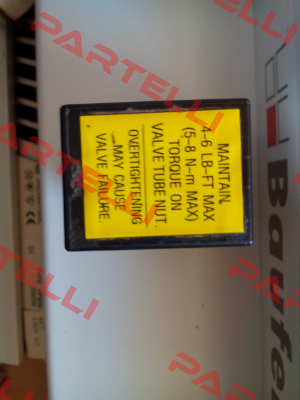 MAINTAIN
4-6 LB-FT MAX
(5-8 N-m MAX)
TORQUE ON
VALVE TUBE NUT.
OVERTIGHTENING
MAY CAUSE
VALVE FAILURE.
PARTELLI
PARTELLI
PARTELLI
PARTELLI
PARTELLI